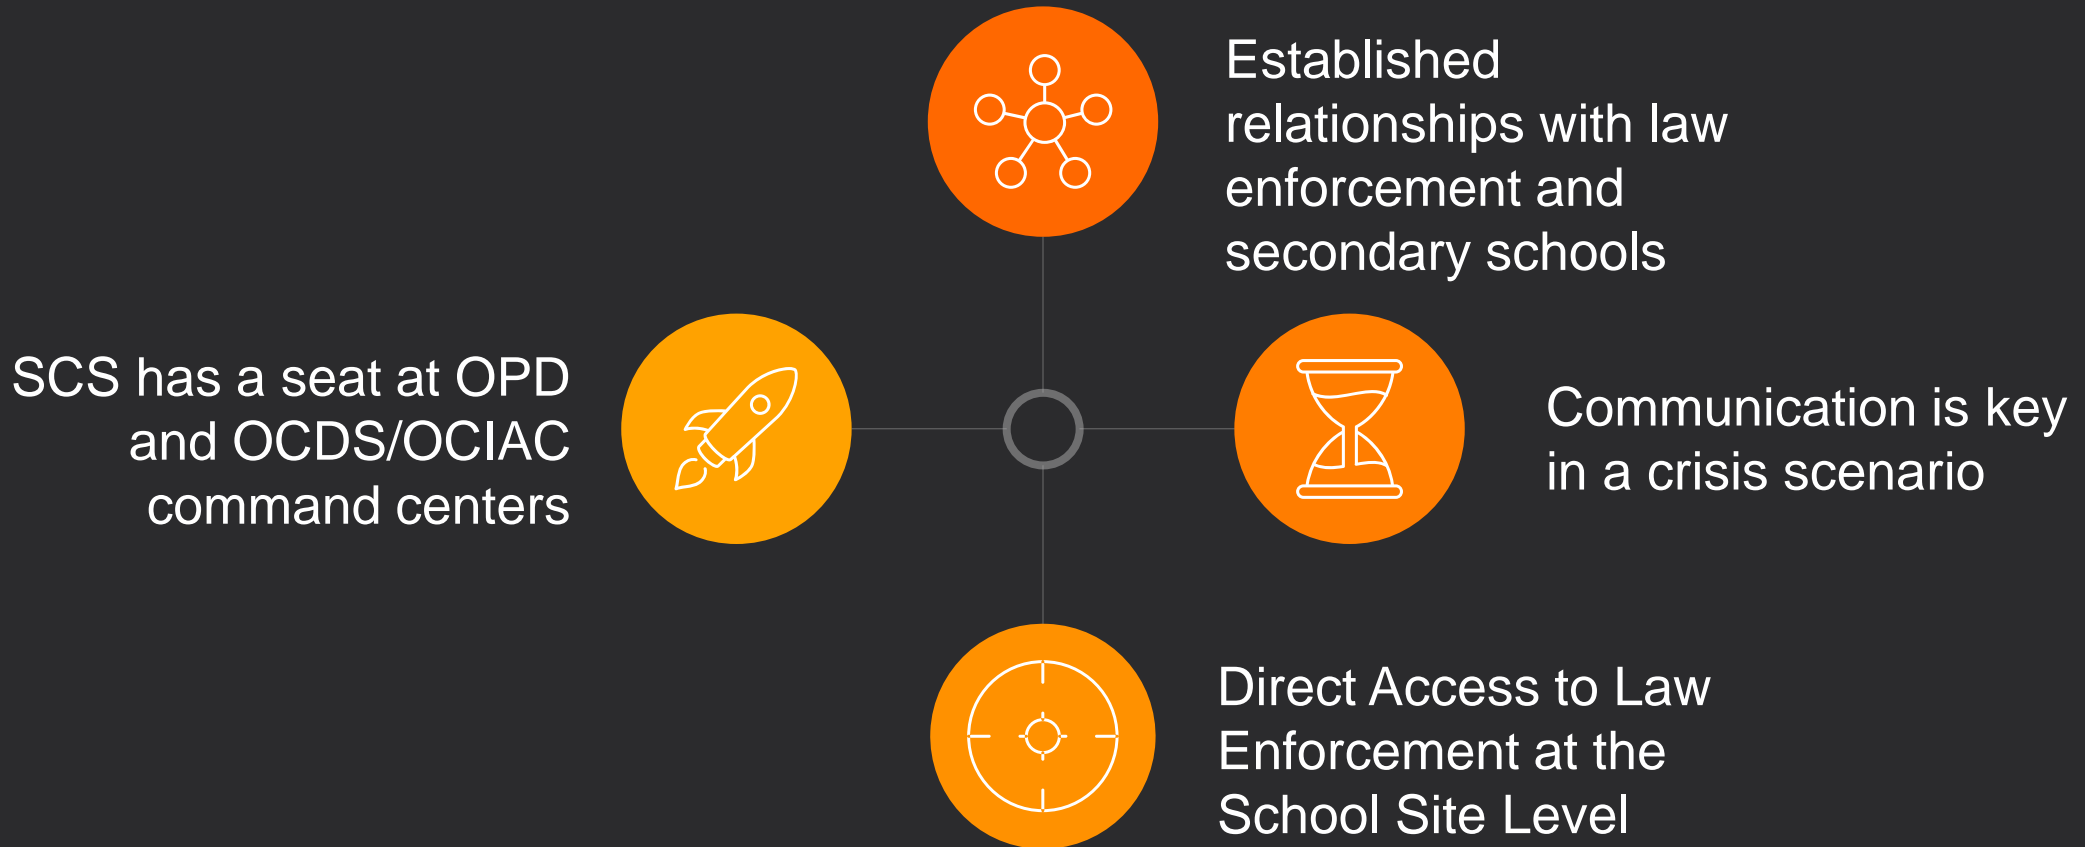 Established
relationships with law
enforcement and
secondary schools
SCS has a seat at OPD
and OCDS/OCIAC
command centers
Communication is key
in a crisis scenario
Direct Access to Law
Enforcement at the
School Site Level